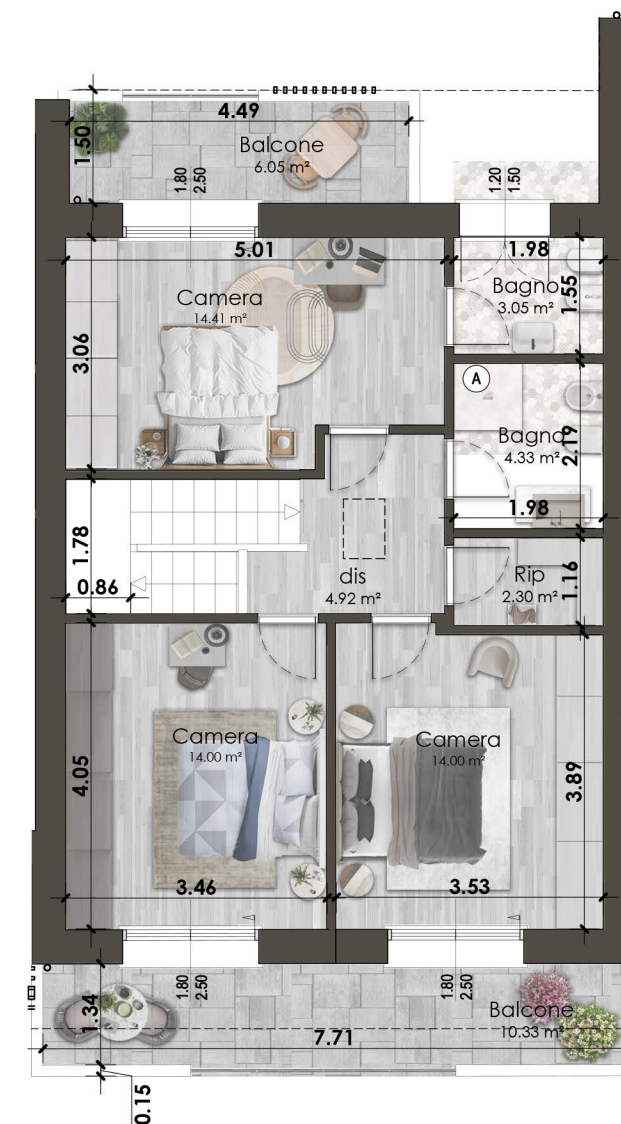 4.49
1.50
Balcone
6.05 m²
1.80
2.50
1.20
1.50
5.01
1.98
Camera
14.41 m²
Bagno
3.05 m²
1.55
3.06
A
Bagno
4.33 m²
2.19
1.98
1.78
0.86
dis
4.92 m²
Rip
2.30 m²
1.16
Camera
14.00 m²
Camera
14.00 m²
4.05
3.89
3.46
3.53
1.80
2.50
1.80
2.50
1.34
Balcone
10.33 m²
7.71
0.15